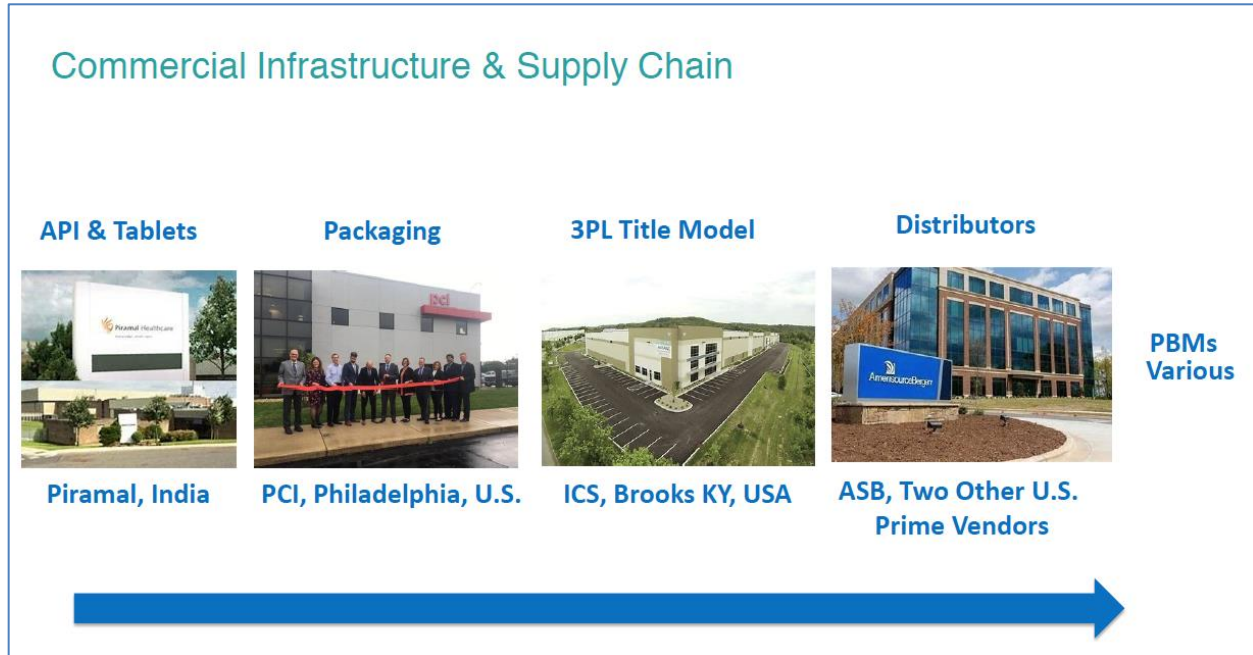 Commercial Infrastructure & Supply Chain
API & Tablets
Packaging
3PL Title Model
Distributors
Piramal Healthcare
pci
AmerisourceBergen
PBMs
Various
Piramal, India
PCI, Philadelphia, U.S.
ICS, Brooks KY, USA
ASB, Two Other U.S.
Prime Vendors